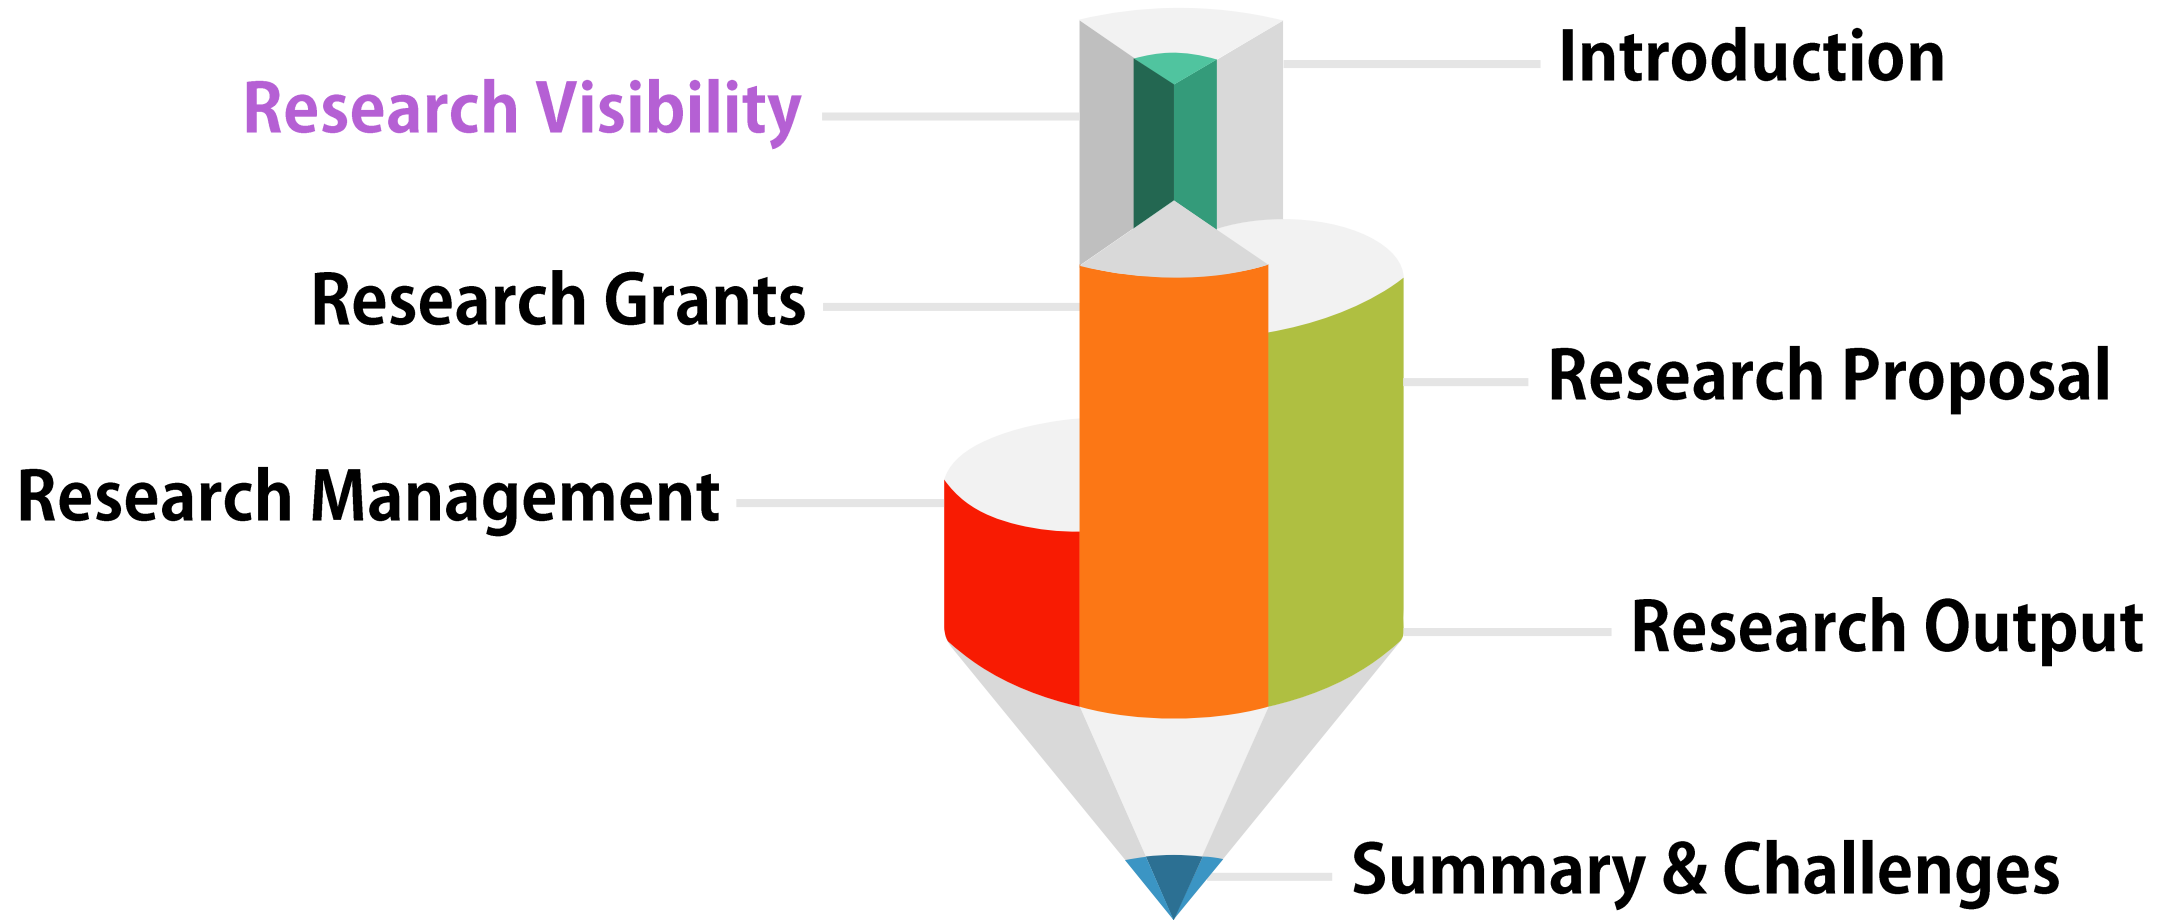 Introduction
Research Visibility
Research Grants
Research Proposal
Research Management
Research Output
Summary & Challenges